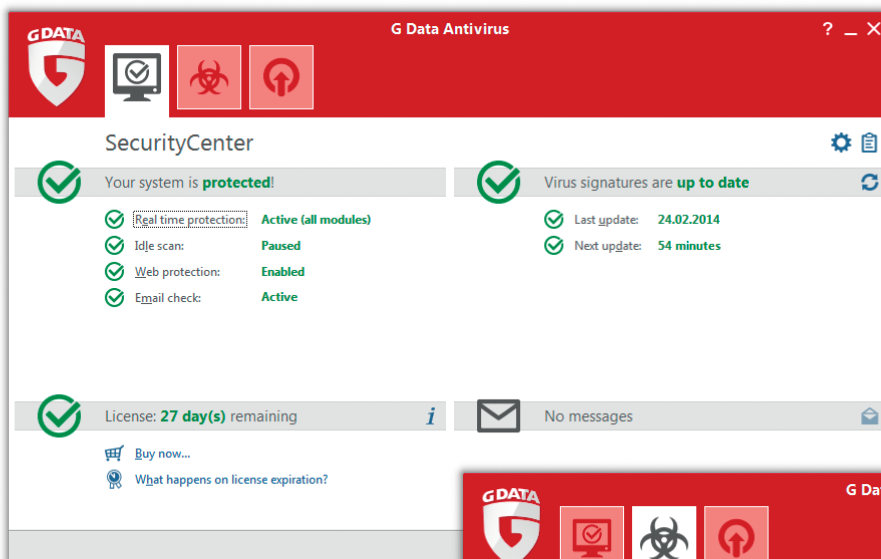 G DATA
G Data Antivirus
SecurityCenter
Your system is protected!
Real time protection: Active (all modules)
Idle scan: Paused
Web protection: Enabled
Email check: Active
Virus signatures are up to date
Last update: 24.02.2014
Next update: 54 minutes
License: 27 day(s) remaining
Buy now...
What happens on license expiration?
No messages
G DATA
G Da